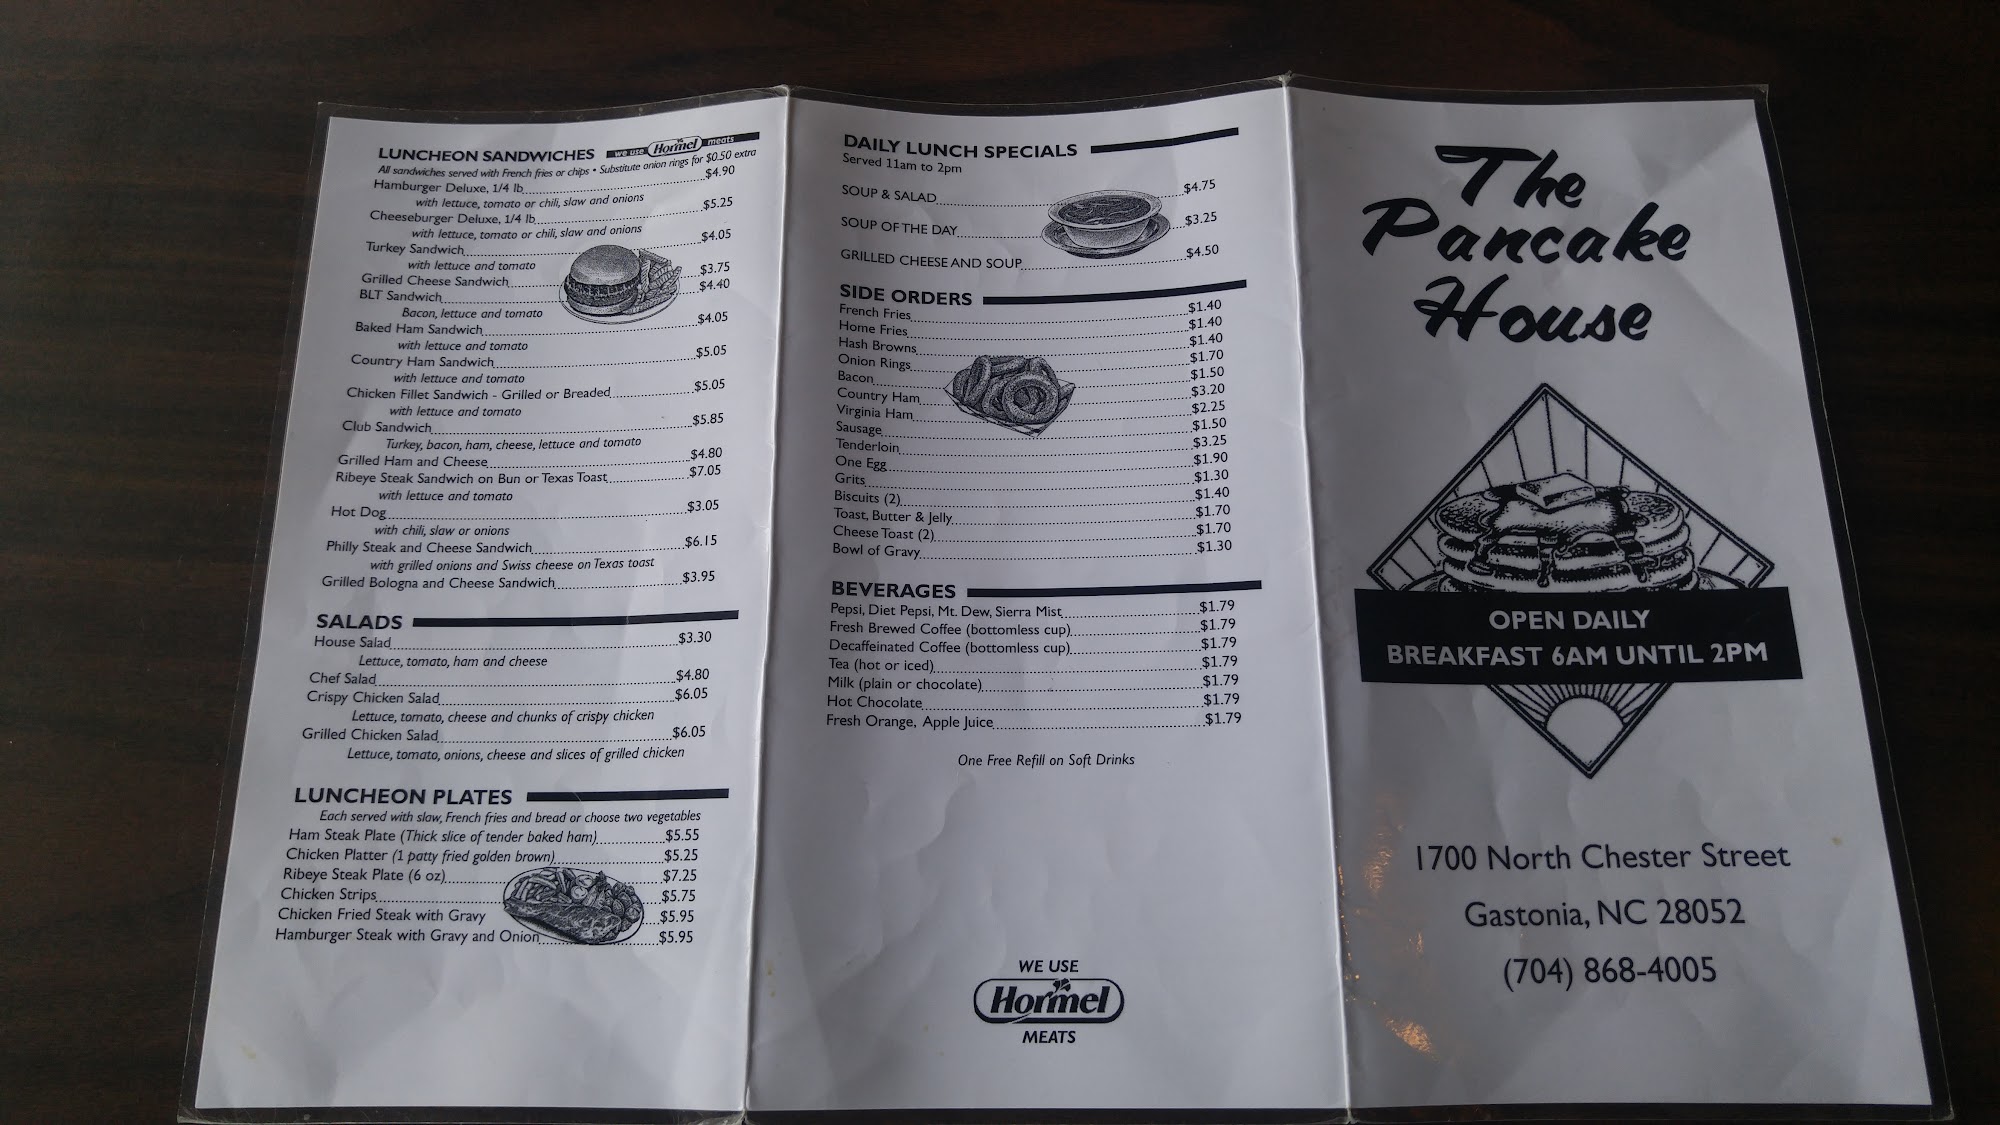 LUNCHEON SANDWICHES we use Hormel meats
All sandwiches served with French fries or chips • Substitute onion rings for $0.50 extra
Hamburger Deluxe, 1/4 lb $4.90
with lettuce, tomato or chili, slaw and onions
Cheeseburger Deluxe, 1/4 lb $5.25
with lettuce, tomato or chili, slaw and onions
Turkey Sandwich $4.05
with lettuce and tomato
Grilled Cheese Sandwich $3.75
BLT Sandwich $4.40
Bacon, lettuce and tomato
Baked Ham Sandwich $4.05
with lettuce and tomato
Country Ham Sandwich $5.05
with lettuce and tomato
Chicken Fillet Sandwich - Grilled or Breaded $5.05
with lettuce and tomato
Club Sandwich $5.85
Turkey, bacon, ham, cheese, lettuce and tomato
Grilled Ham and Cheese $4.80
Ribeye Steak Sandwich on Bun or Texas Toast $7.05
with lettuce and tomato
Hot Dog $3.05
with chili, slaw or onions
Philly Steak and Cheese Sandwich $6.15
with grilled onions and Swiss cheese on Texas toast
Grilled Bologna and Cheese Sandwich $3.95
SALADS
House Salad $3.30
Lettuce, tomato, ham and cheese
Chef Salad $4.80
Crispy Chicken Salad $6.05
Lettuce, tomato, cheese and chunks of crispy chicken
Grilled Chicken Salad $6.05
Lettuce, tomato, onions, cheese and slices of grilled chicken
LUNCHEON PLATES
Each served with slaw, French fries and bread or choose two vegetables
Ham Steak Plate (Thick slice of tender baked ham) $5.55
Chicken Platter (1 patty fried golden brown) $5.25
Ribeye Steak Plate (6 oz) $7.25
Chicken Strips $5.75
Chicken Fried Steak with Gravy $5.95
Hamburger Steak with Gravy and Onion $5.95
DAILY LUNCH SPECIALS
Served 11am to 2pm
SOUP & SALAD $4.75
SOUP OF THE DAY $3.25
GRILLED CHEESE AND SOUP $4.50
SIDE ORDERS
French Fries $1.40
Home Fries $1.40
Hash Browns $1.40
Onion Rings $1.70
Bacon $1.50
Country Ham $3.20
Virginia Ham $2.25
Sausage $1.50
Tenderloin $3.25
One Egg $1.90
Grits $1.30
Biscuits (2) $1.40
Toast, Butter & Jelly $1.70
Cheese Toast (2) $1.70
Bowl of Gravy $1.30
BEVERAGES
Pepsi, Diet Pepsi, Mt. Dew, Sierra Mist $1.79
Fresh Brewed Coffee (bottomless cup) $1.79
Decaffeinated Coffee (bottomless cup) $1.79
Tea (hot or iced) $1.79
Milk (plain or chocolate) $1.79
Hot Chocolate $1.79
Fresh Orange, Apple Juice $1.79
One Free Refill on Soft Drinks
WE USE
Hormel
MEATS
The
Pancake
House
OPEN DAILY
BREAKFAST 6AM UNTIL 2PM
1700 North Chester Street
Gastonia, NC 28052
(704) 868-4005